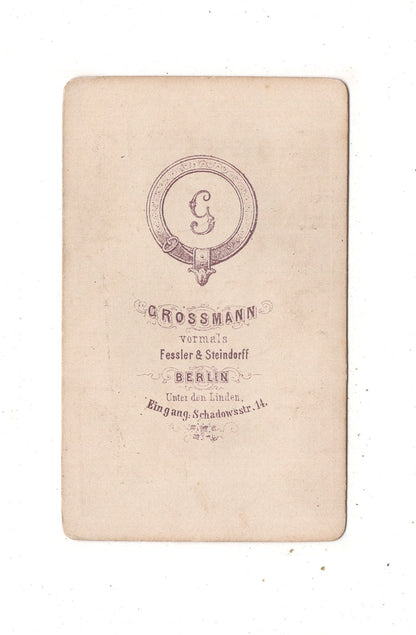 G
GROSSMANN
vormals
Fessler & Steindorff
BERLIN
Unter den Linden,
Eingang: Schadowsstr. 14.